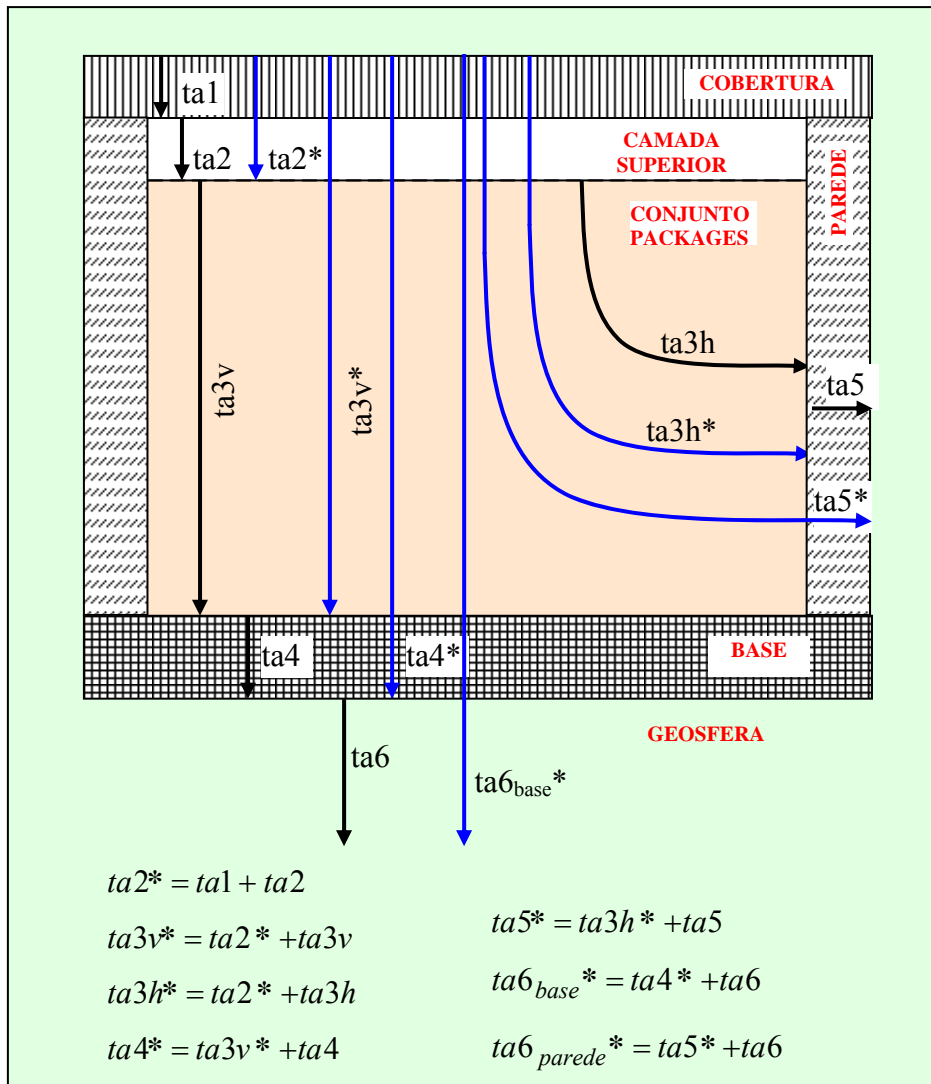 COBERTURA
ta1
CAMADA
SUPERIOR
ta2
ta2*
PAREDE
CONJUNTO
PACKAGES
ta3h
ta3v
ta3v*
ta5
ta3h*
ta5*
ta4
ta4*
BASE
GEOSFERA
ta6
ta6base*
ta2* = ta1 + ta2
ta3v* = ta2* + ta3v
ta3h* = ta2* + ta3h
ta4* = ta3v* + ta4
ta5* = ta3h* + ta5
ta6base* = ta4* + ta6
ta6parede* = ta5* + ta6